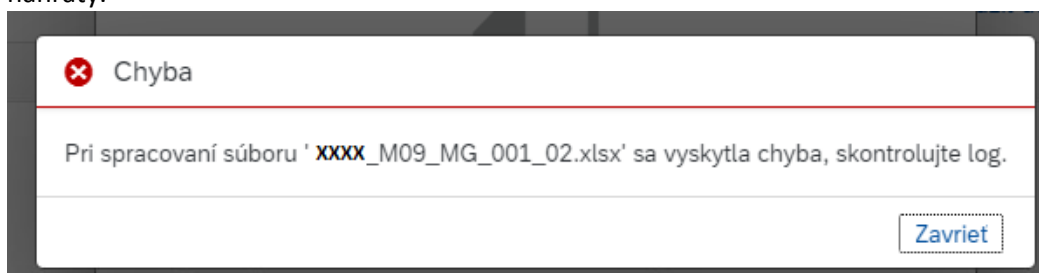 Chyba
Pri spracovaní súboru ' XXXX_M09_MG_001_02.xlsx' sa vyskytla chyba, skontrolujte log.
Zavrieť